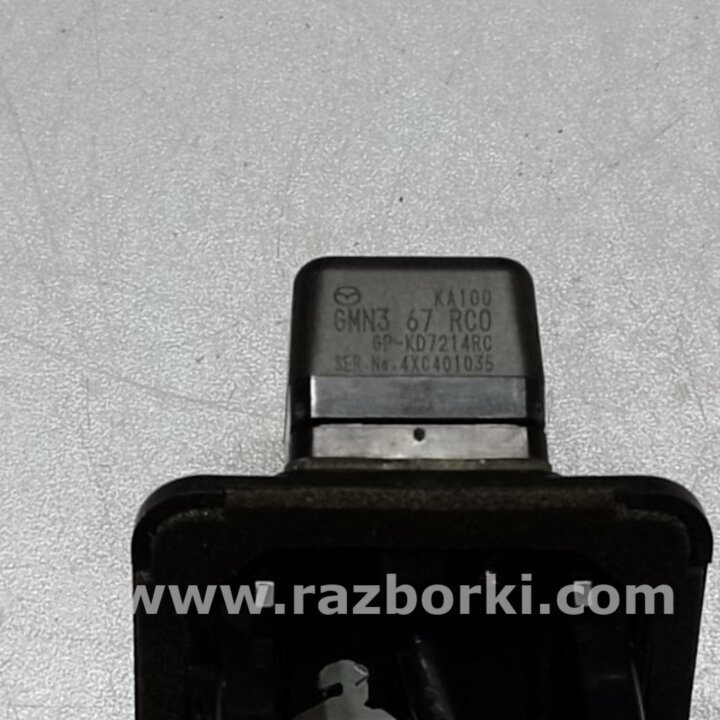 KA100
GMN3 67 RC0
GP-KD7214RC
SER No.4XC401035
www.razborki.com